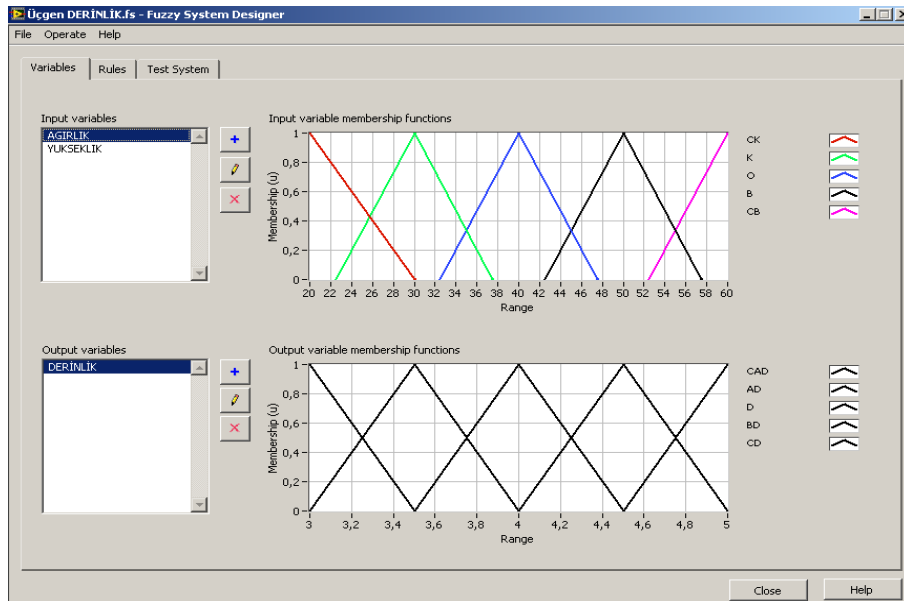 Üçgen DERİNLİK.fs - Fuzzy System Designer
File Operate Help
Variables Rules Test System
Input variables
AGIRLIK
YUKSEKLIK
Input variable membership functions
Membership (u)
1
0,8
0,6
0,4
0,2
0
20 22 24 26 28 30 32 34 36 38 40 42 44 46 48 50 52 54 56 58 60
Range
CK
K
O
B
CB
Output variables
DERİNLİK
Output variable membership functions
Membership (u)
1
0,8
0,6
0,4
0,2
0
3 3,2 3,4 3,6 3,8 4 4,2 4,4 4,6 4,8 5
Range
CAD
AD
D
BD
CD
Close Help